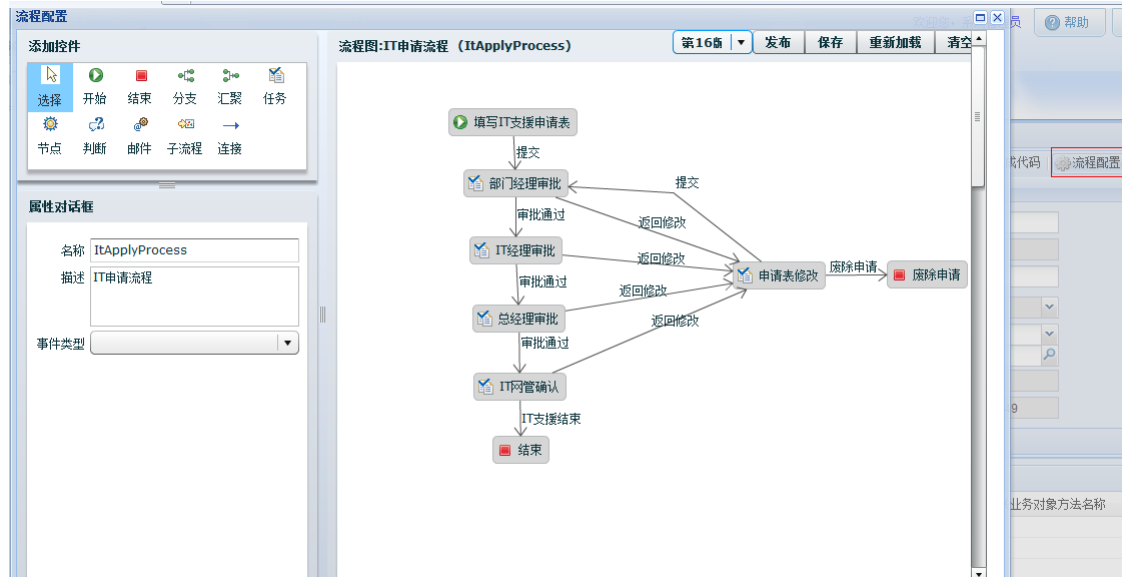 流程配置
员
帮助
添加控件
选择 开始 结束 分支 汇聚 任务
节点 判断 邮件 子流程 连接
属性对话框
名称 ItApplyProcess
描述 IT申请流程
事件类型
流程图:IT申请流程 (ItApplyProcess)
发布 保存 重新加载 清空
填写IT支援申请表
提交
部门经理审批
提交
审批通过
返回修改
IT经理审批
返回修改
审批通过
申请表修改
废除申请
废除申请
返回修改
总经理审批
返回修改
审批通过
IT网管确认
IT支援结束
结束
代码
流程配置
9
业务对象方法名称